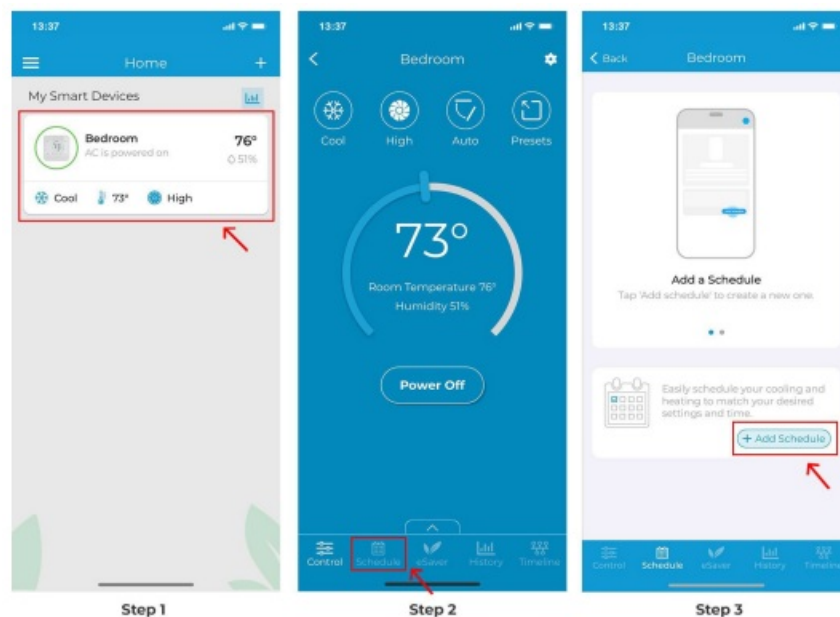 13:37
Home
My Smart Devices
Bedroom
AC is powered on
76°
51%
Cool
73°
High
Step 1
13:37
Bedroom
Cool
High
Auto
Presets
73°
Room Temperature 76°
Humidity 51%
Power Off
Control
Schedule
eSaver
History
Timeline
Step 2
13:37
Back
Bedroom
Add a Schedule
Tap 'Add schedule' to create a new one.
Easily schedule your cooling and
heating to match your desired
settings and time.
+ Add Schedule
Control
Schedule
eSaver
History
Timeline
Step 3